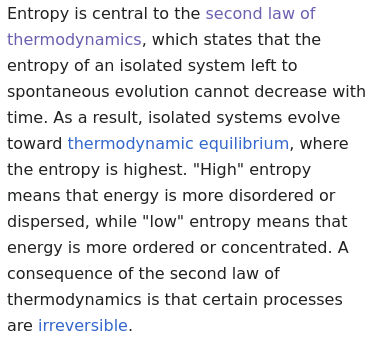 Entropy is central to the second law of
thermodynamics, which states that the
entropy of an isolated system left to
spontaneous evolution cannot decrease with
time. As a result, isolated systems evolve
toward thermodynamic equilibrium, where
the entropy is highest. "High" entropy
means that energy is more disordered or
dispersed, while "low" entropy means that
energy is more ordered or concentrated. A
consequence of the second law of
thermodynamics is that certain processes
are irreversible.